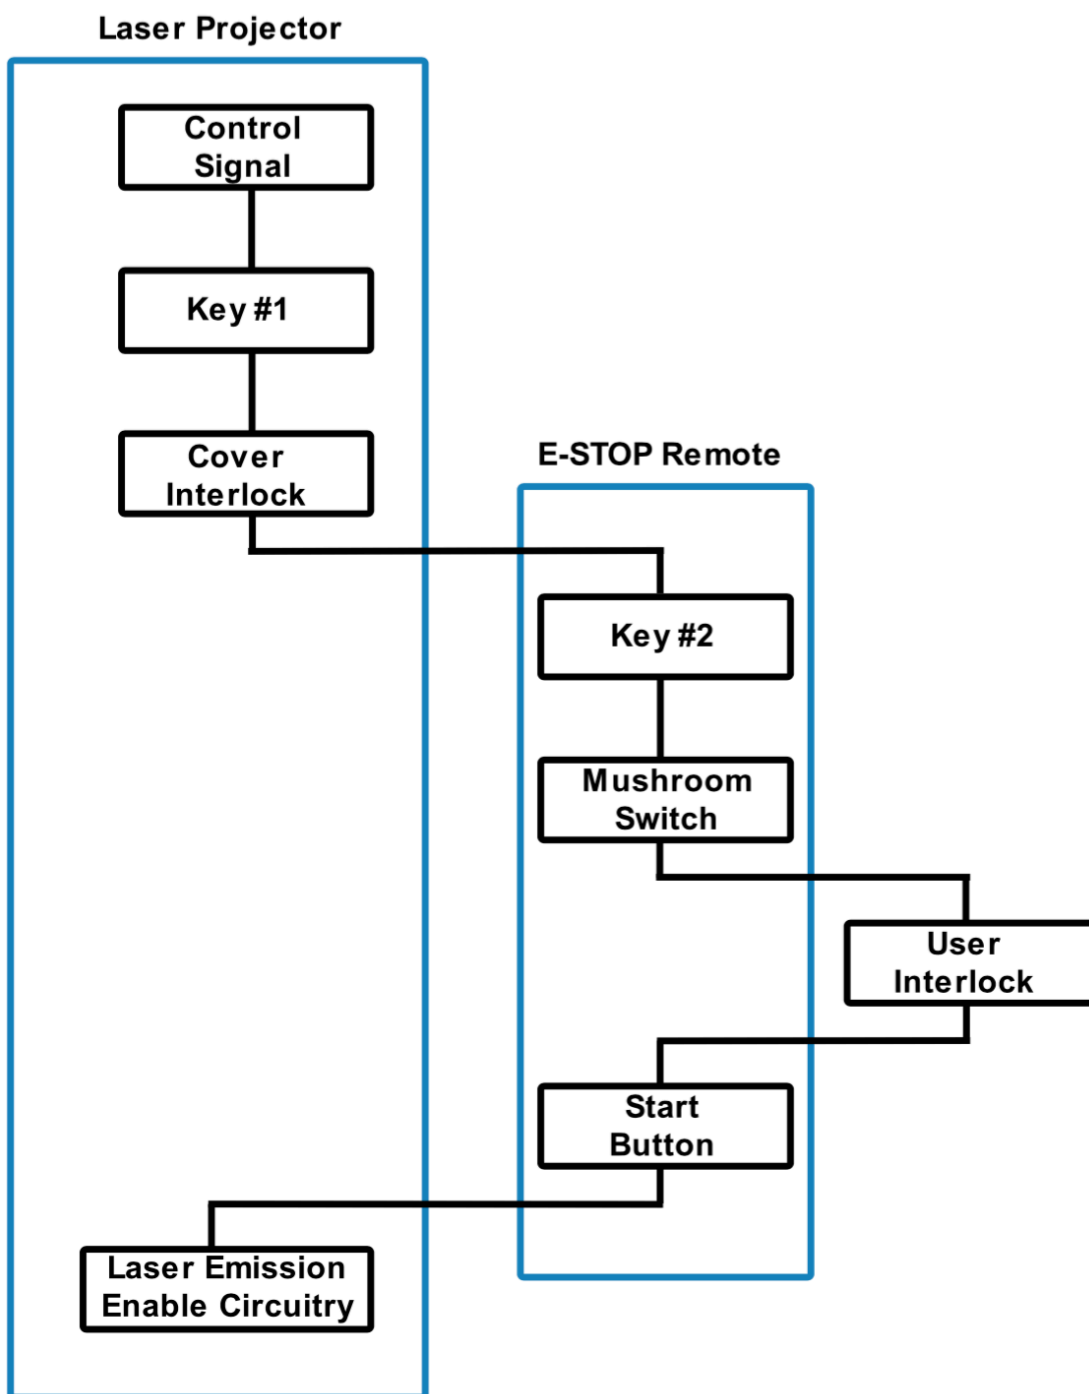 Laser Projector
Control
Signal
Key #1
Cover
Interlock
E-STOP Remote
Key #2
Mushroom
Switch
User
Interlock
Start
Button
Laser Emission
Enable Circuitry